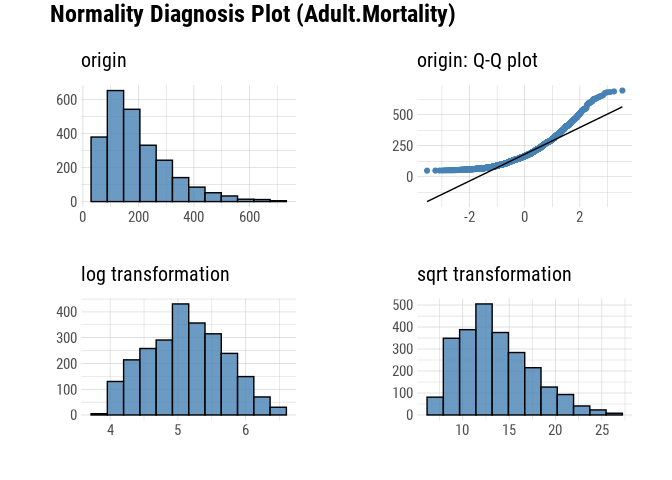 Normality Diagnosis Plot (Adult.Mortality)
origin
600
400
200
0
0 200 400 600
origin: Q-Q plot
500
250
0
-2 0 2
log transformation
400
300
200
100
0
4 5 6
sqrt transformation
500
400
300
200
100
0
10 15 20 25